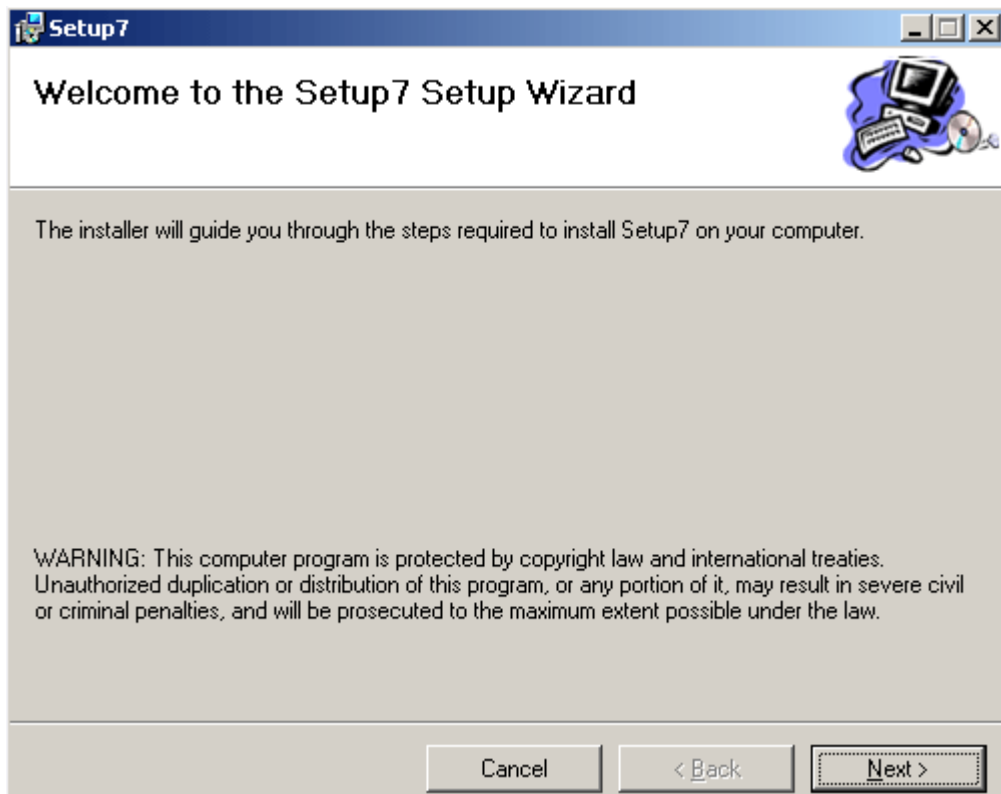 Setup7
Welcome to the Setup7 Setup Wizard
The installer will guide you through the steps required to install Setup7 on your computer.
WARNING: This computer program is protected by copyright law and international treaties.
Unauthorized duplication or distribution of this program, or any portion of it, may result in severe civil
or criminal penalties, and will be prosecuted to the maximum extent possible under the law.
Cancel < Back Next >